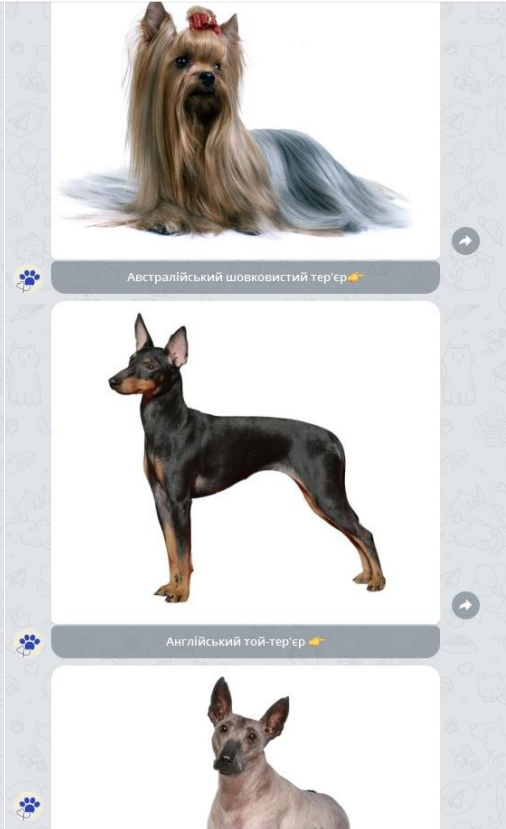 Австралійський шовковистий тер'єр👉
Англійський той-тер'єр 👉